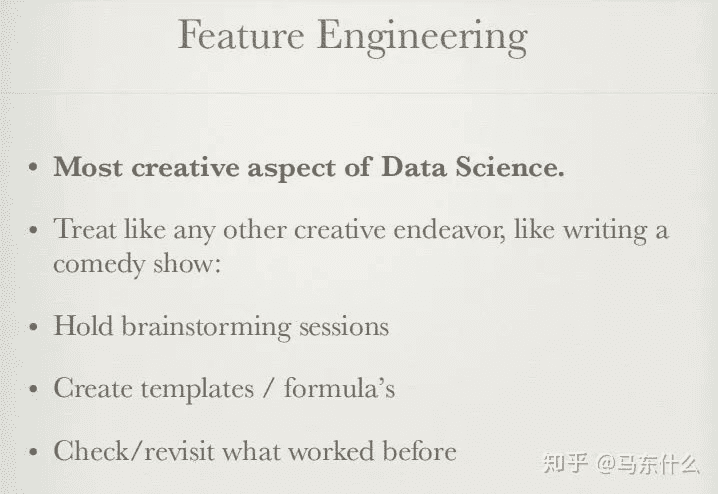 Feature Engineering
• Most creative aspect of Data Science.
• Treat like any other creative endeavor, like writing a
comedy show:
• Hold brainstorming sessions
• Create templates / formula's
• Check/revisit what worked before
知乎 @马东什么